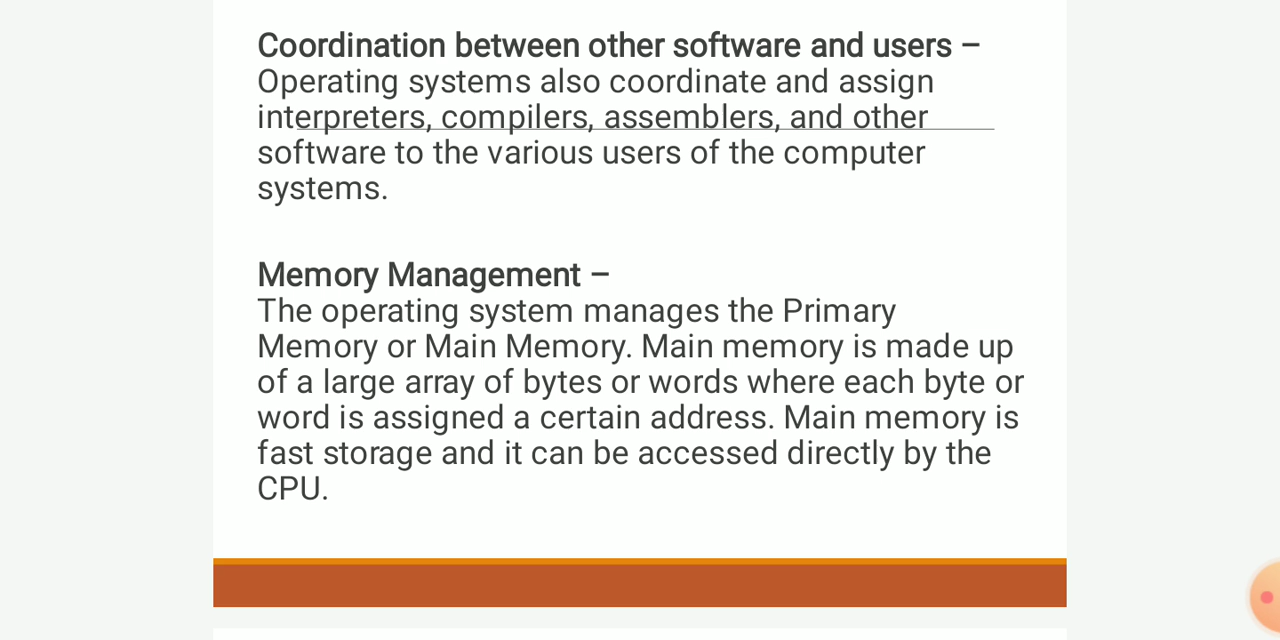 Coordination between other software and users –
Operating systems also coordinate and assign
interpreters, compilers, assemblers, and other
software to the various users of the computer
systems.
Memory Management –
The operating system manages the Primary
Memory or Main Memory. Main memory is made up
of a large array of bytes or words where each byte or
word is assigned a certain address. Main memory is
fast storage and it can be accessed directly by the
CPU.